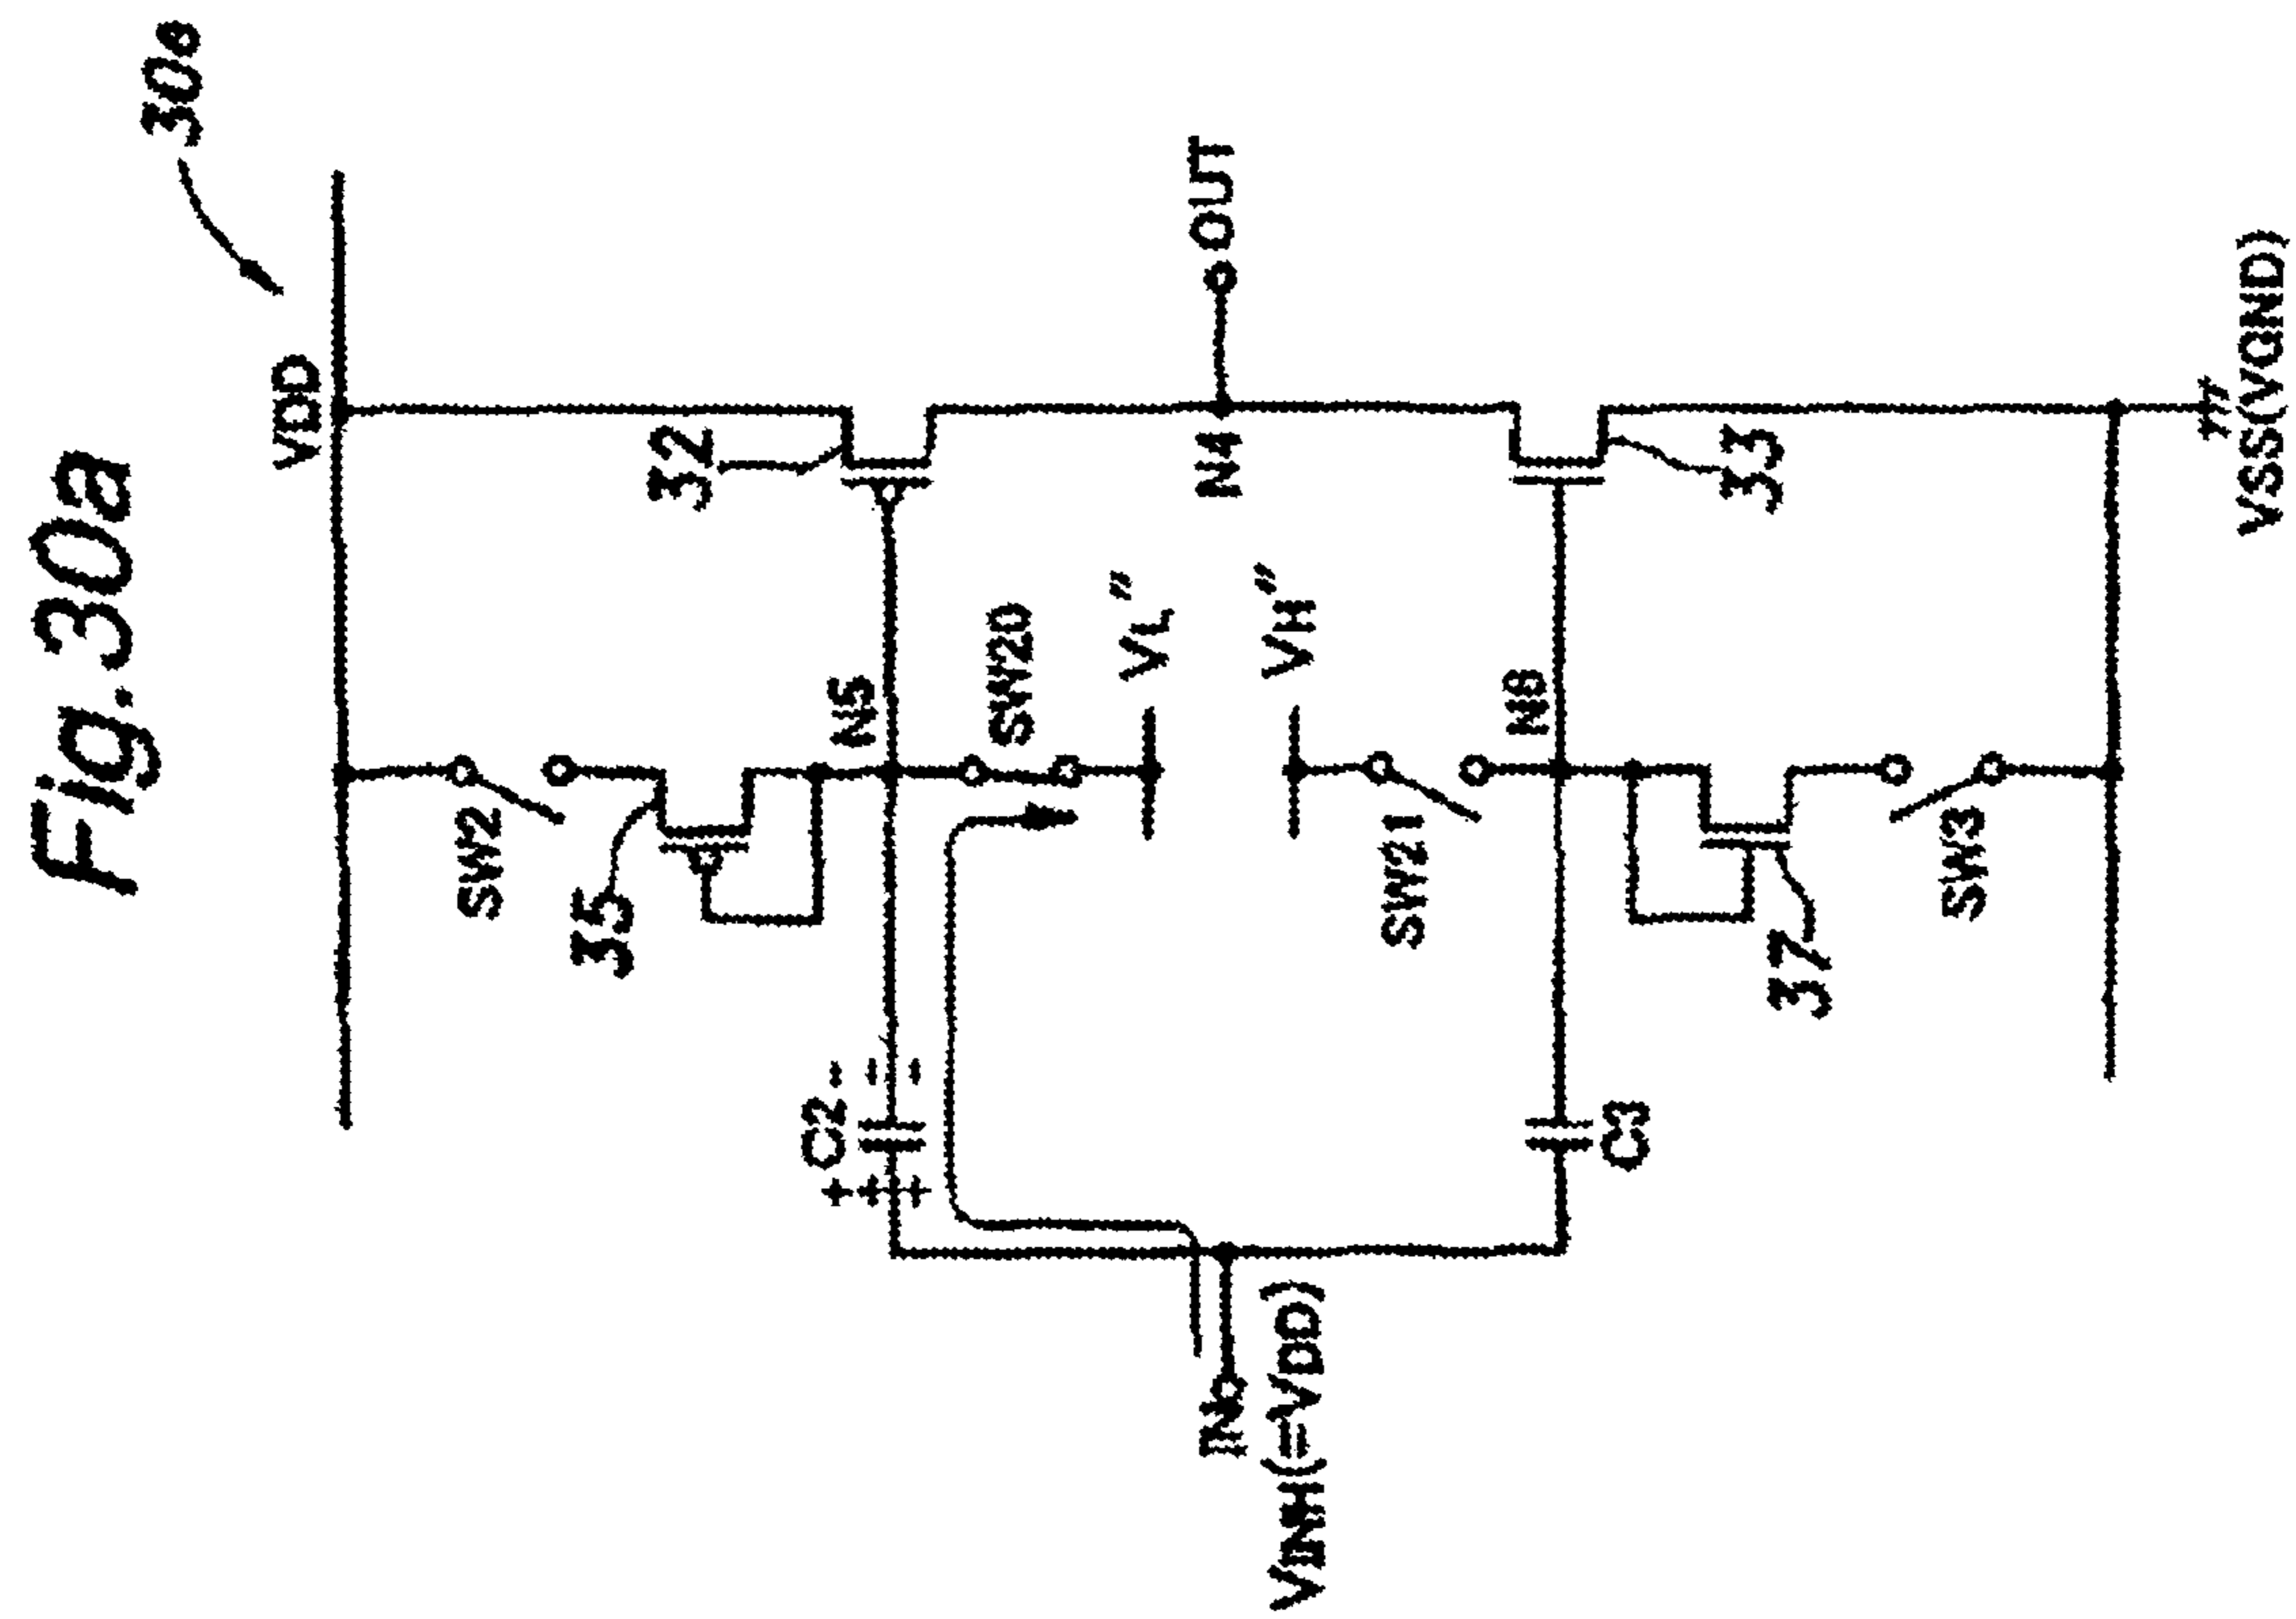 Fig. 30a
30a
VDD
SW2
35
32
N5
C2
- - -
+ + +
SW20
VL"
N4
OUT
IN
VINH(=VDD)
VH"
SW21
N8
C3
33
37
SW3
VSS(VGND)